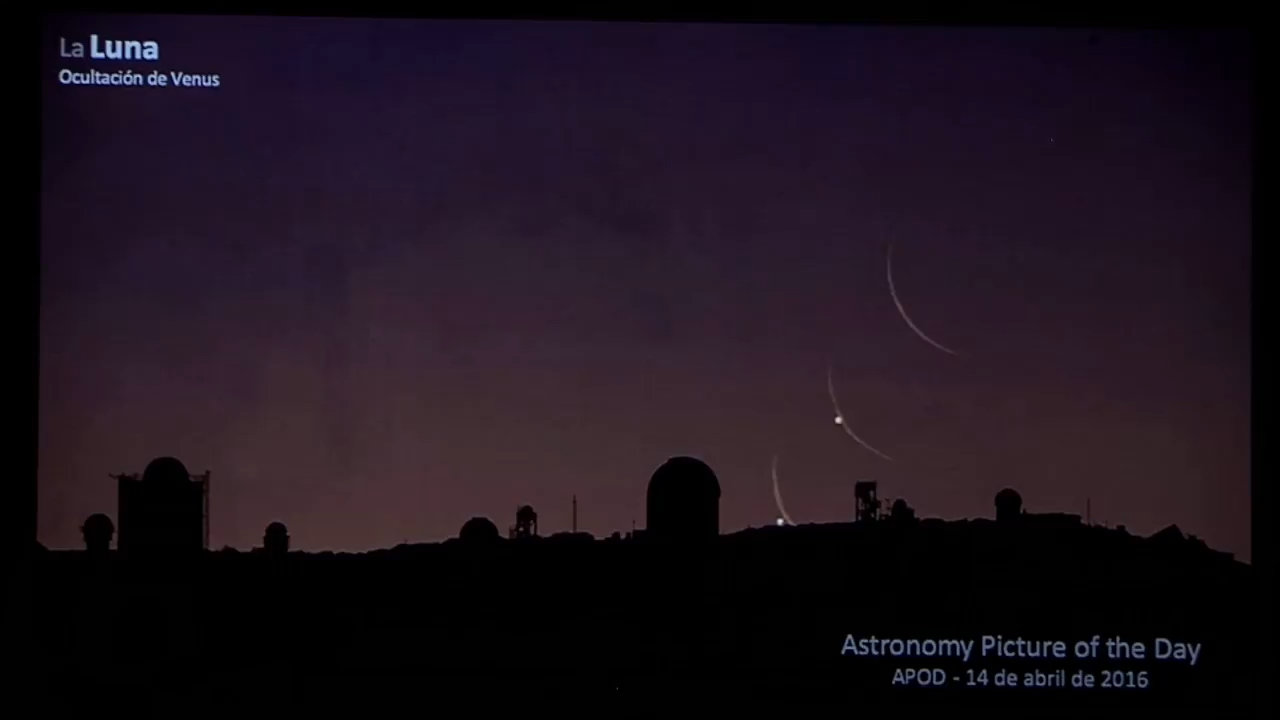 La Luna
Ocultación de Venus
Astronomy Picture of the Day
APOD - 14 de abril de 2016